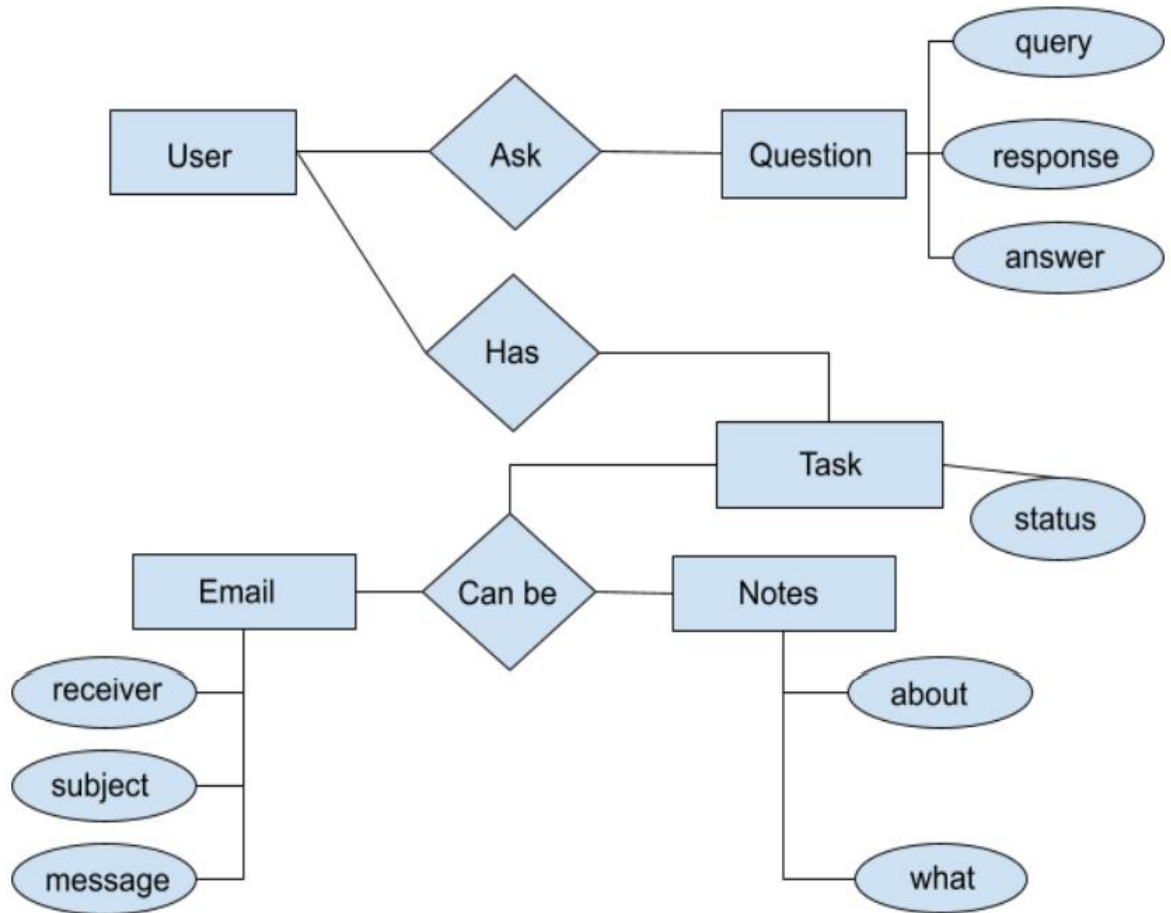 query
User
Ask
Question
response
answer
Has
Task
status
Email
Can be
Notes
receiver
about
subject
message
what